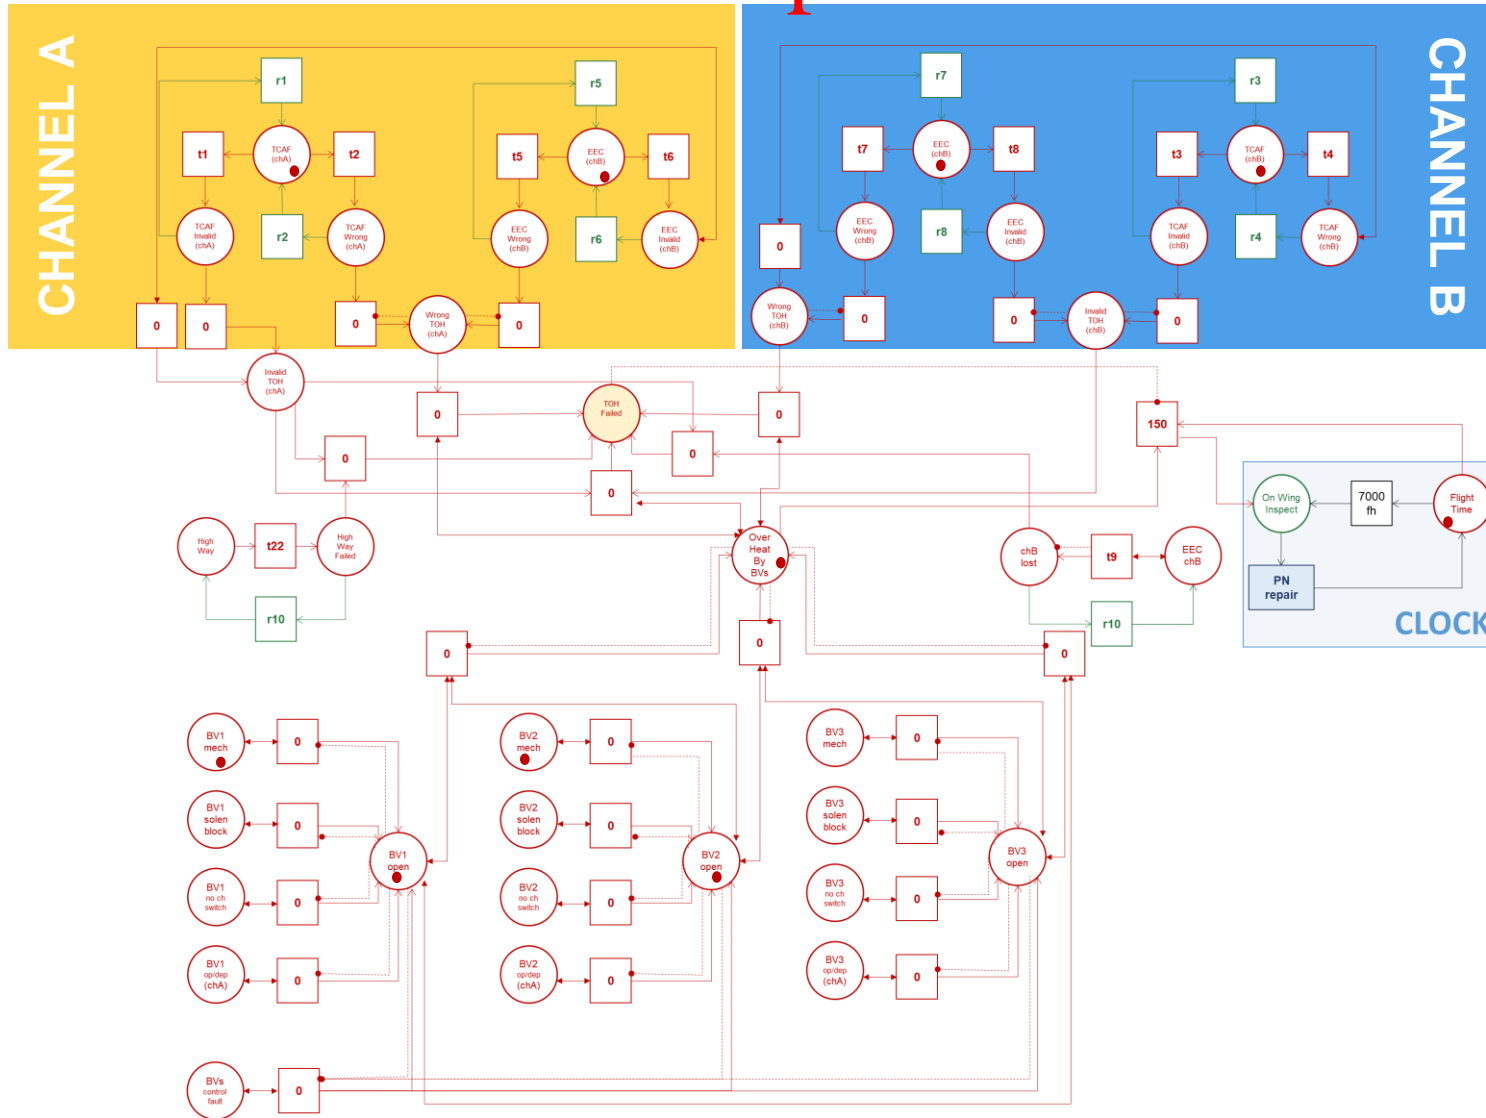 CHANNEL A
CHANNEL B
r1
r5
r7
r3
t1
TCAF
(chA)
t2
t5
EEC
(chB)
t6
t7
EEC
(chB)
t8
t3
TCAF
(chB)
t4
TCAF
Invalid
(chA)
r2
TCAF
Wrong
(chA)
EEC
Wrong
(chB)
r6
EEC
Invalid
(chB)
0
EEC
Wrong
(chB)
r8
EEC
Invalid
(chB)
TCAF
Invalid
(chB)
r4
TCAF
Wrong
(chB)
0
0
0
Wrong
TOH
(chA)
0
Wrong
TOH
(chB)
0
0
Invalid
TOH
(chB)
0
Invalid
TOH
(chA)
0
TOH
Failed
0
150
0
0
0
On Wing
Inspect
7000
fh
Flight
Time
High
Way
t22
High
Way
Failed
Over
Heat
By
BVs
chB
lost
t9
EEC
chB
PN
repair
r10
r10
CLOCK
0
0
0
BV1
mech
0
BV2
mech
0
BV3
mech
0
BV1
solen
block
0
BV2
solen
block
0
BV3
solen
block
0
BV1
open
BV2
open
BV3
open
BV1
no ch
switch
0
BV2
no ch
switch
0
BV3
no ch
switch
0
BV1
op/dep
(chA)
0
BV2
op/dep
(chA)
0
BV3
op/dep
(chA)
0
BVs
control
fault
0